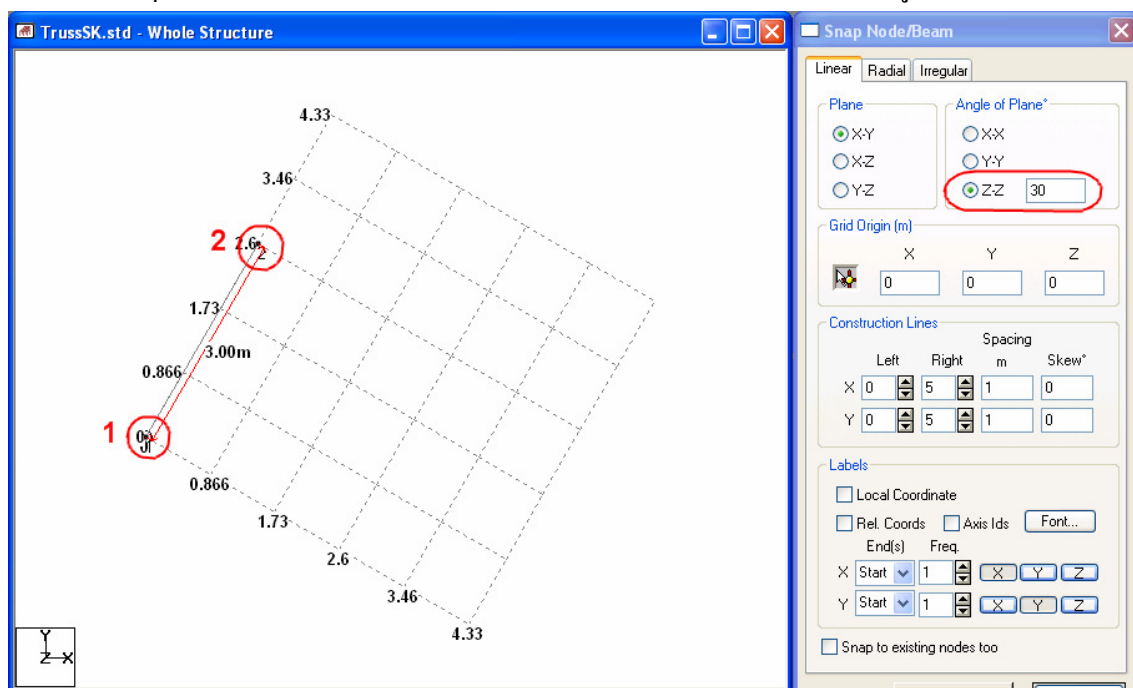 TrussSK.std - Whole Structure
4.33
3.46
2 2.6 2
1.73
3.00m
0.866
1 0
0.866
1.73
2.6
3.46
4.33
Y
Z X
Snap Node/Beam
Linear Radial Irregular
Plane
X-Y
X-Z
Y-Z
Angle of Plane°
X-X
Y-Y
Z-Z 30
Grid Origin (m)
X Y Z
0 0 0
Construction Lines
Spacing
Left Right m Skew°
X 0 5 1 0
Y 0 5 1 0
Labels
Local Coordinate
Rel. Coords Axis Ids Font...
End(s) Freq.
X Start 1 X Y Z
Y Start 1 X Y Z
Snap to existing nodes too